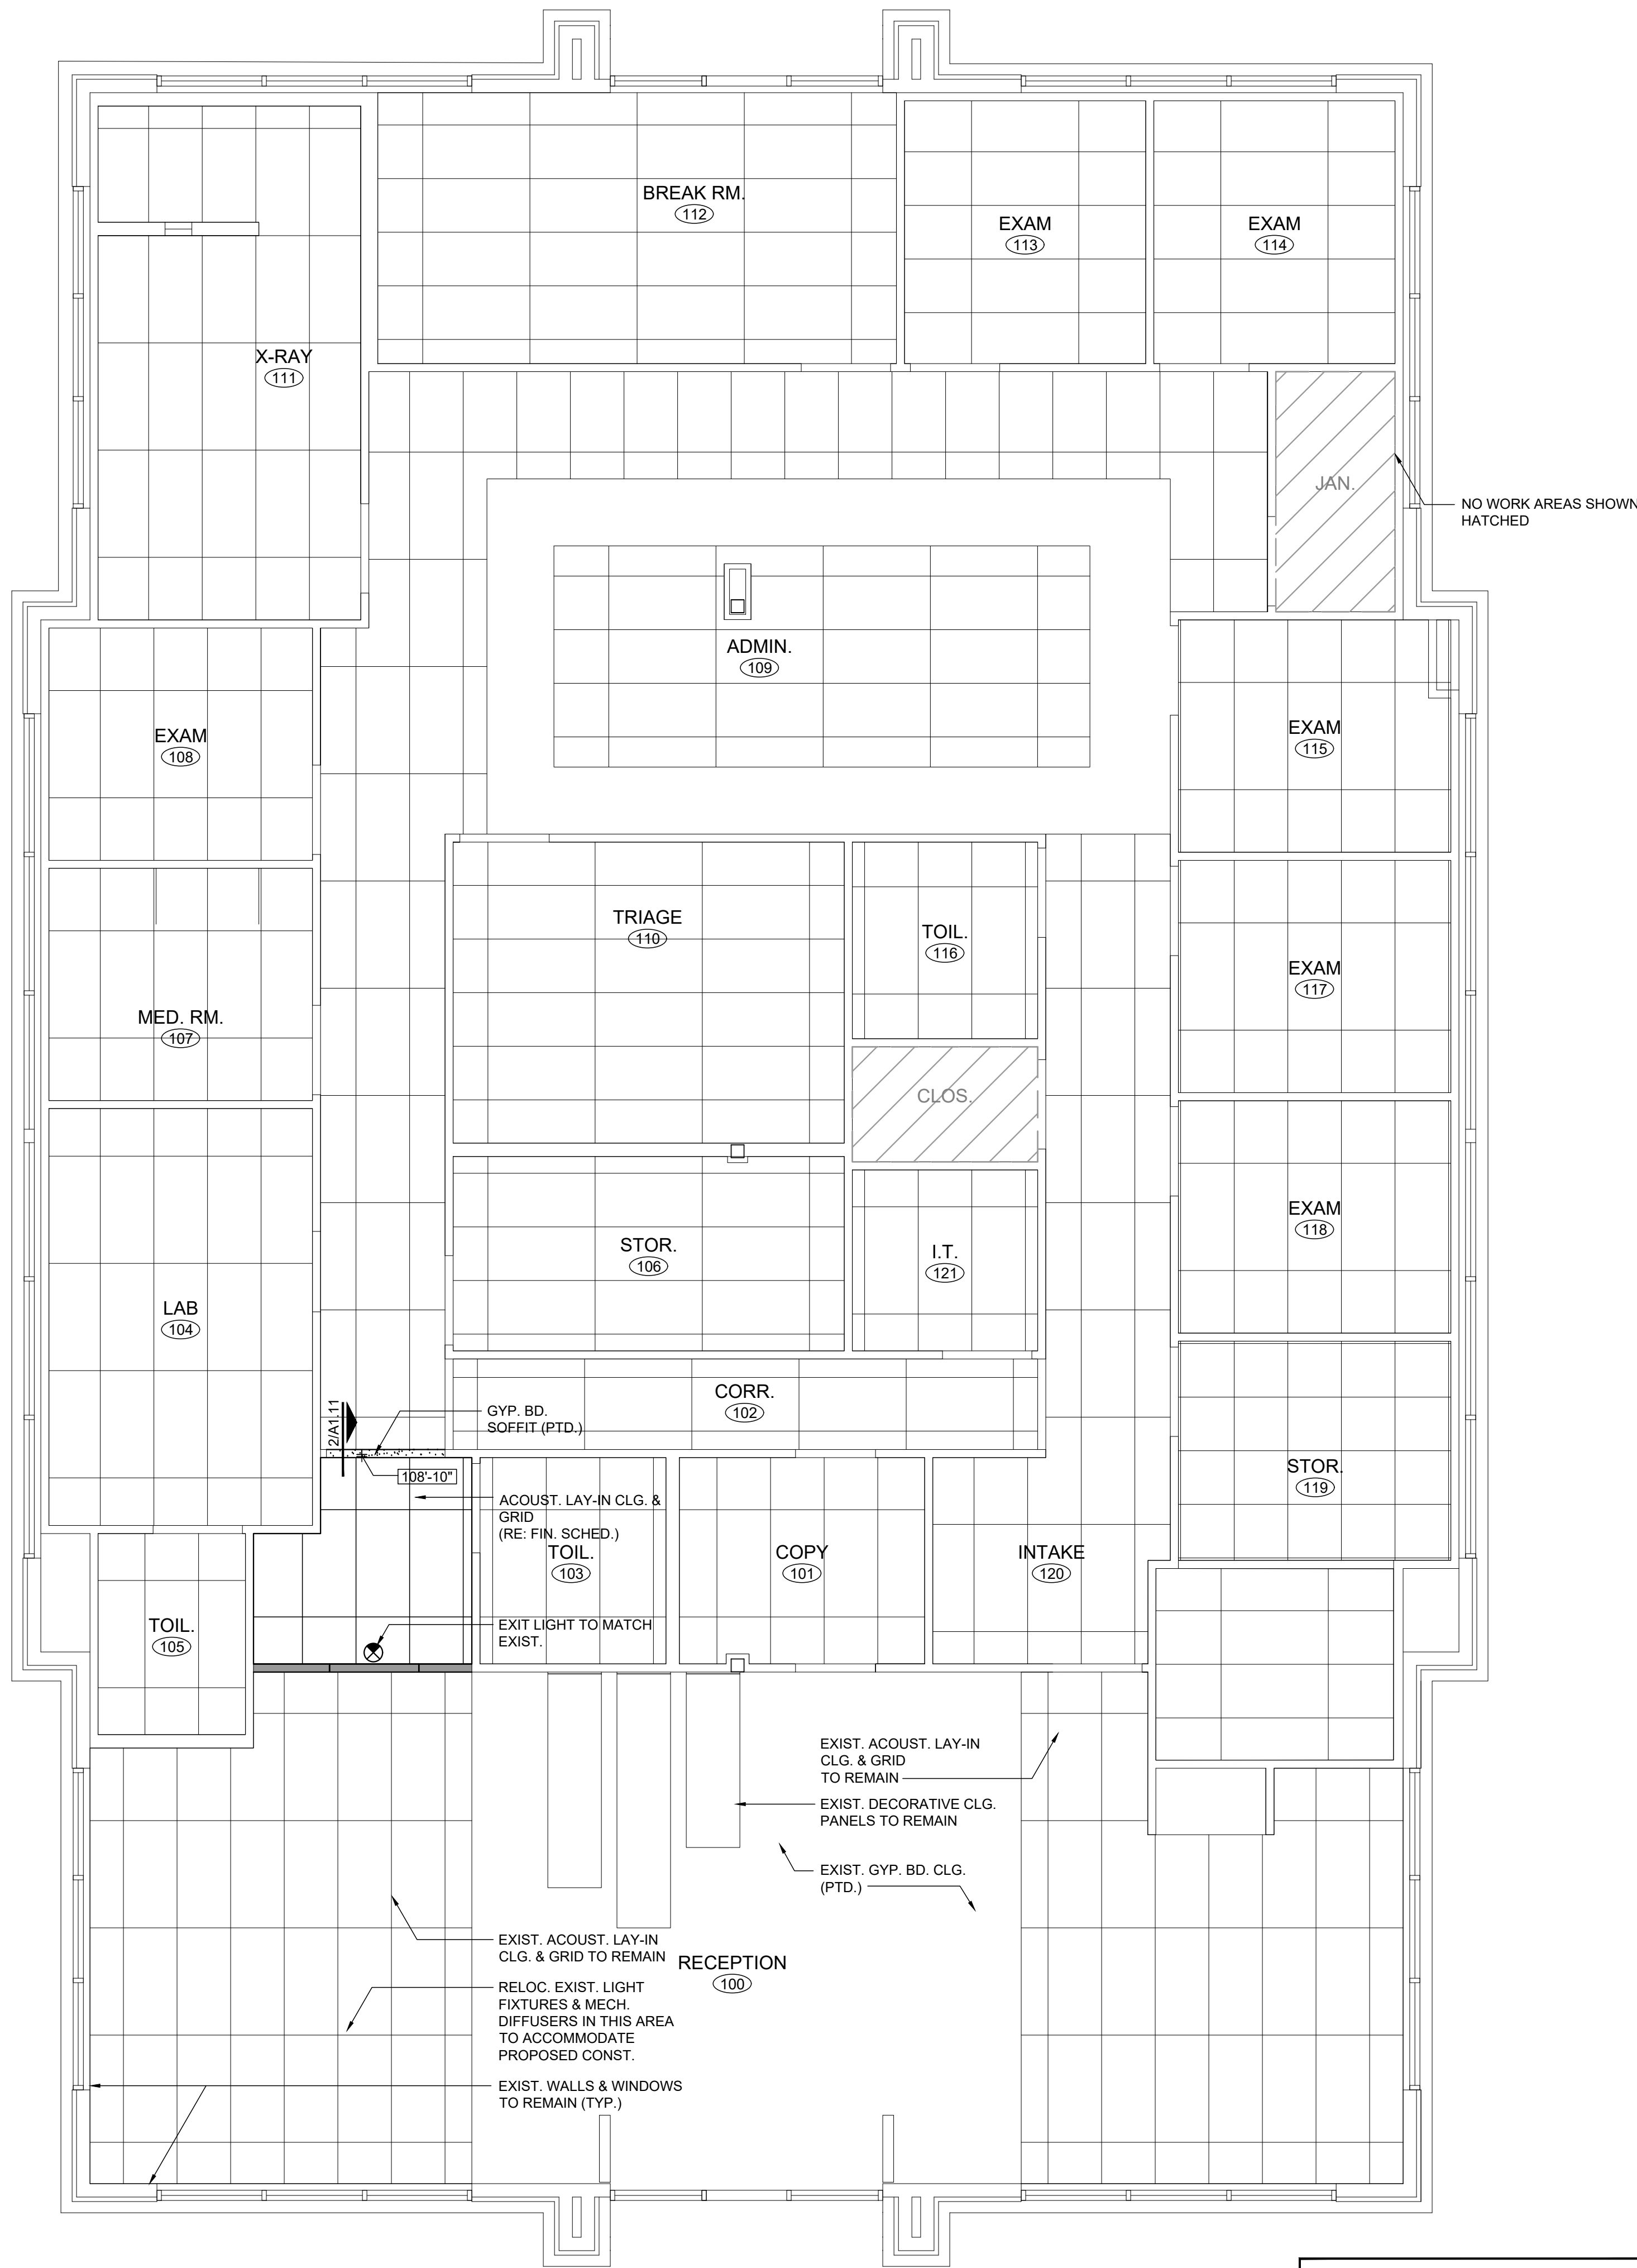 BREAK RM.
112
EXAM
113
EXAM
114
X-RAY
111
JAN.
NO WORK AREAS SHOWN
HATCHED
ADMIN.
109
EXAM
108
EXAM
115
TRIAGE
110
TOIL.
116
EXAM
117
MED. RM.
107
CLOS.
EXAM
118
STOR.
106
I.T.
121
LAB
104
CORR.
102
2/A1.11
GYP. BD.
SOFFIT (PTD.)
108'-10"
STOR.
119
ACOUST. LAY-IN CLG. &
GRID
(RE: FIN. SCHED.)
TOIL.
103
COPY
101
INTAKE
120
TOIL.
105
EXIT LIGHT TO MATCH
EXIST.
EXIST. ACOUST. LAY-IN
CLG. & GRID
TO REMAIN
EXIST. DECORATIVE CLG.
PANELS TO REMAIN
EXIST. GYP. BD. CLG.
(PTD.)
EXIST. ACOUST. LAY-IN
CLG. & GRID TO REMAIN
RECEPTION
100
RELOC. EXIST. LIGHT
FIXTURES & MECH.
DIFFUSERS IN THIS AREA
TO ACCOMMODATE
PROPOSED CONST.
EXIST. WALLS & WINDOWS
TO REMAIN (TYP.)